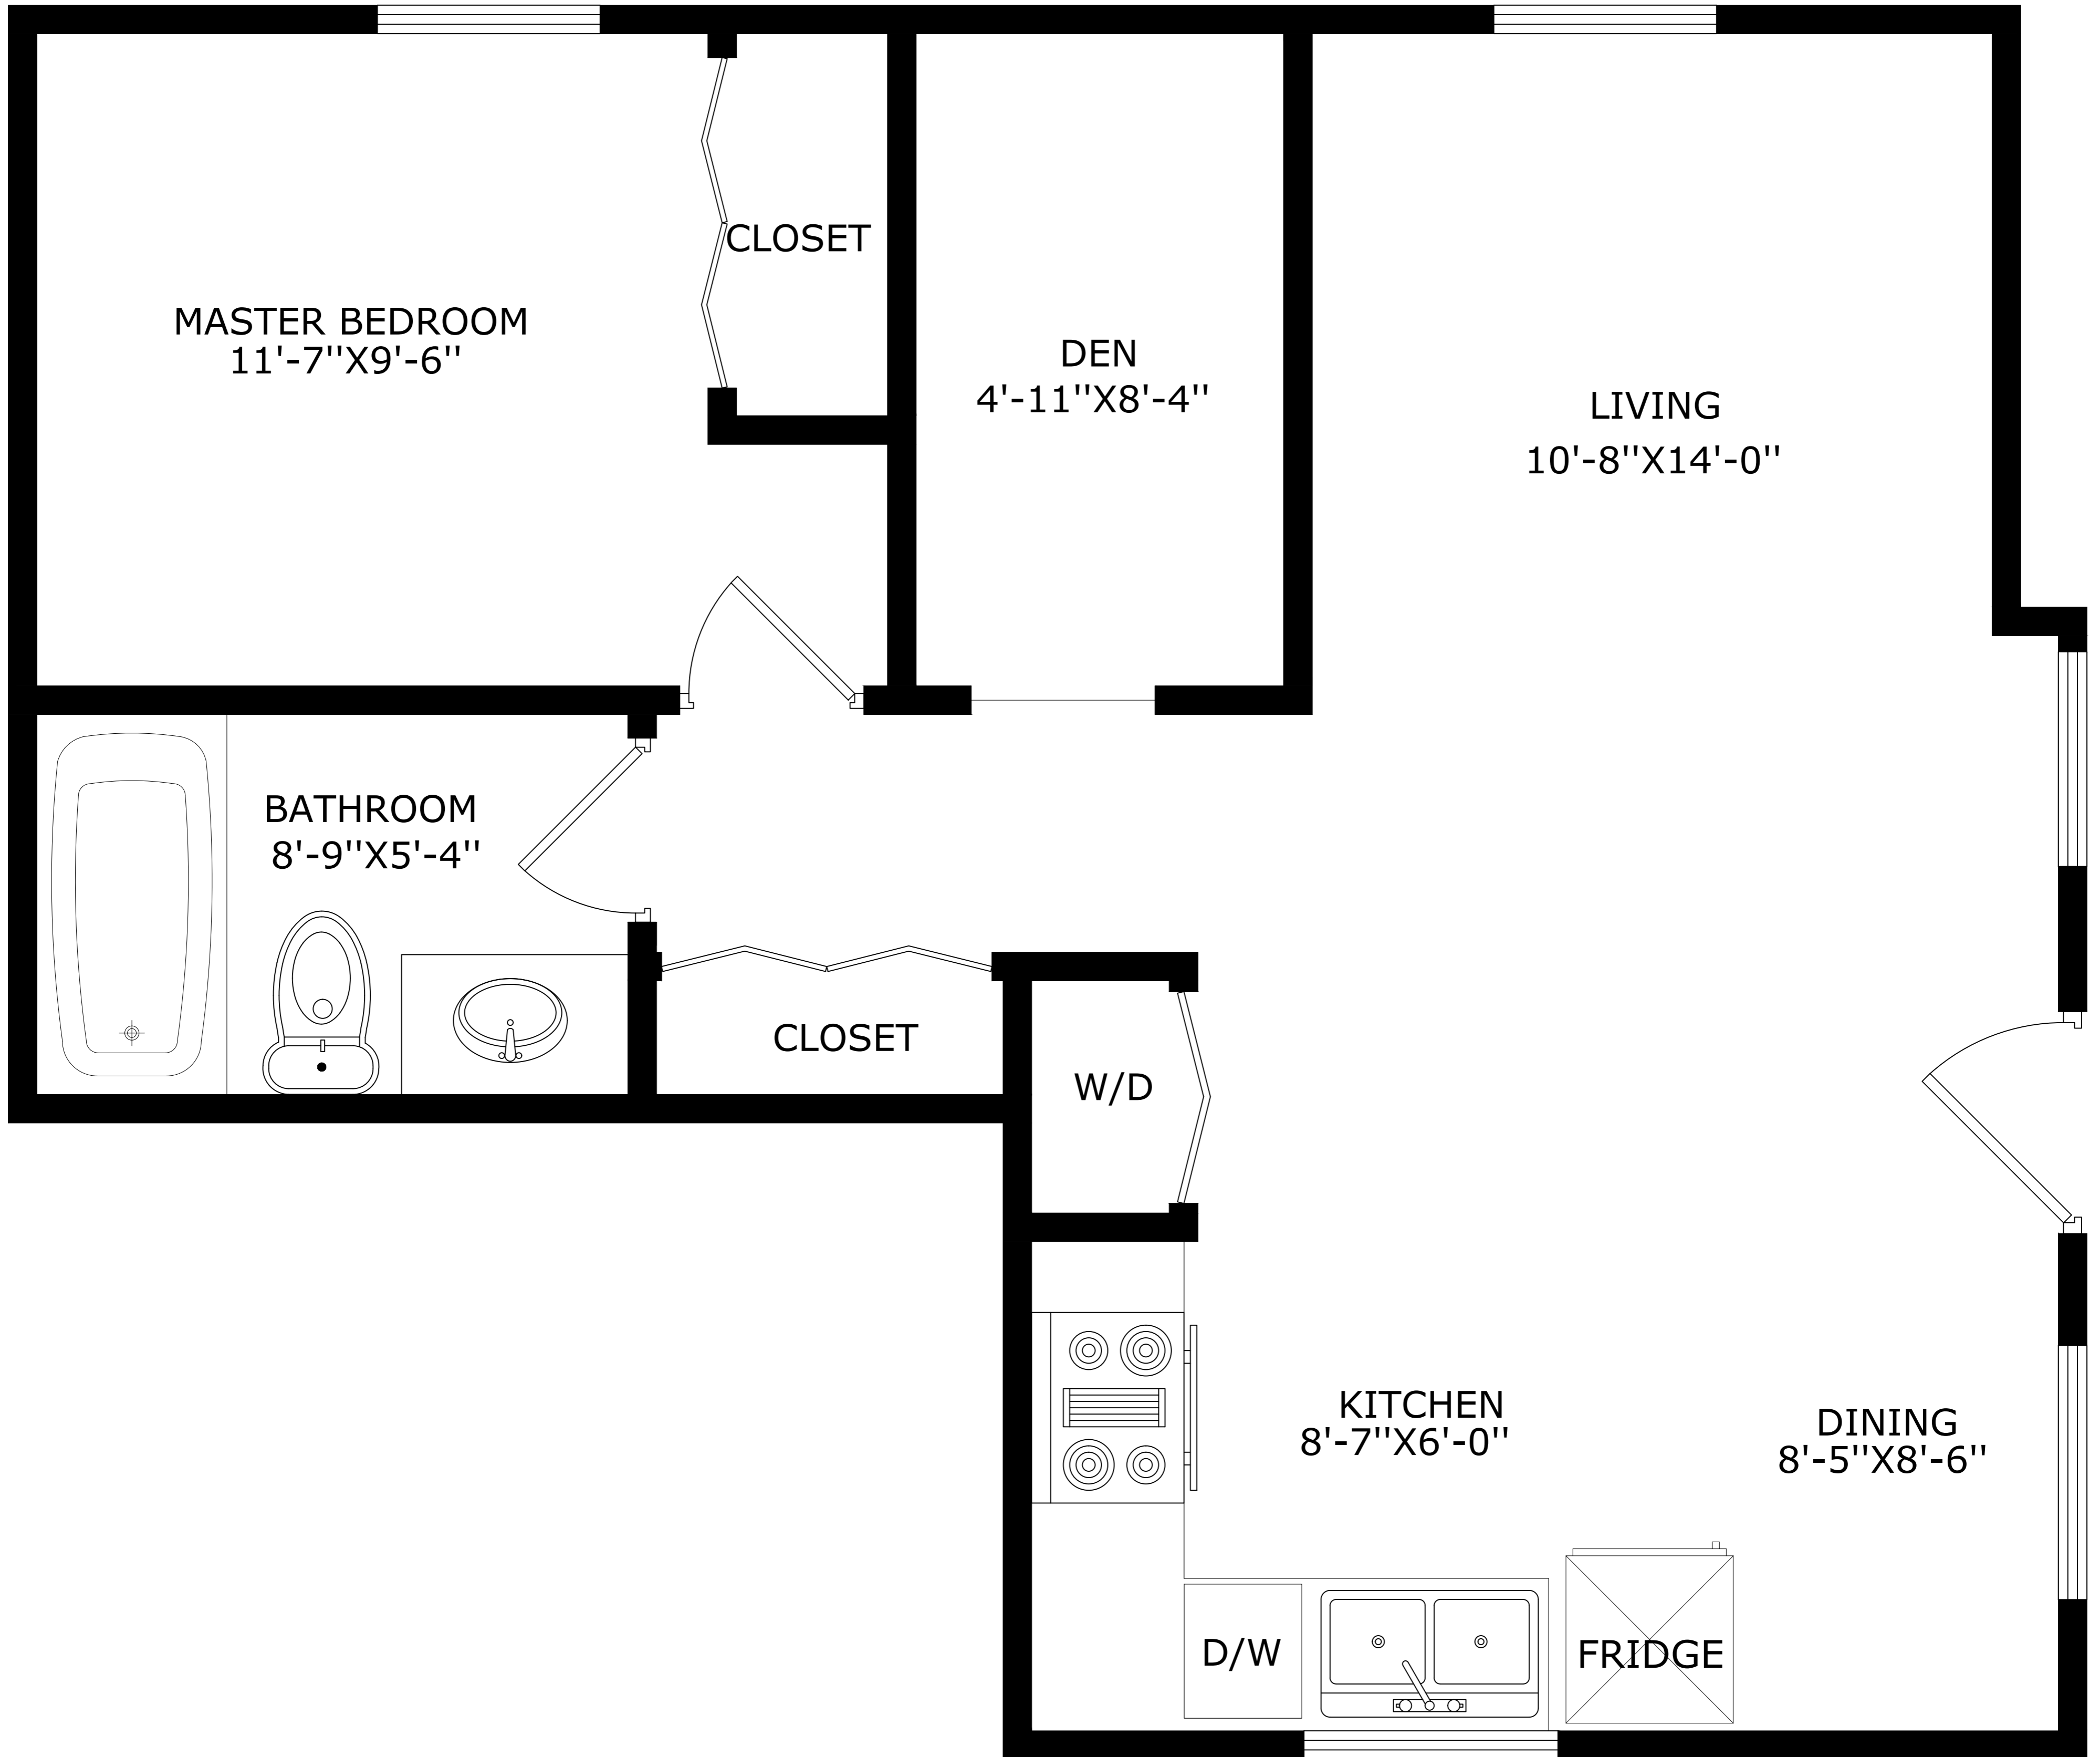 CLOSET
MASTER BEDROOM
11'-7''X9'-6''
DEN
4'-11''X8'-4''
LIVING
10'-8''X14'-0''
BATHROOM
8'-9''X5'-4''
CLOSET
W/D
KITCHEN
8'-7''X6'-0''
DINING
8'-5''X8'-6''
D/W
FRIDGE